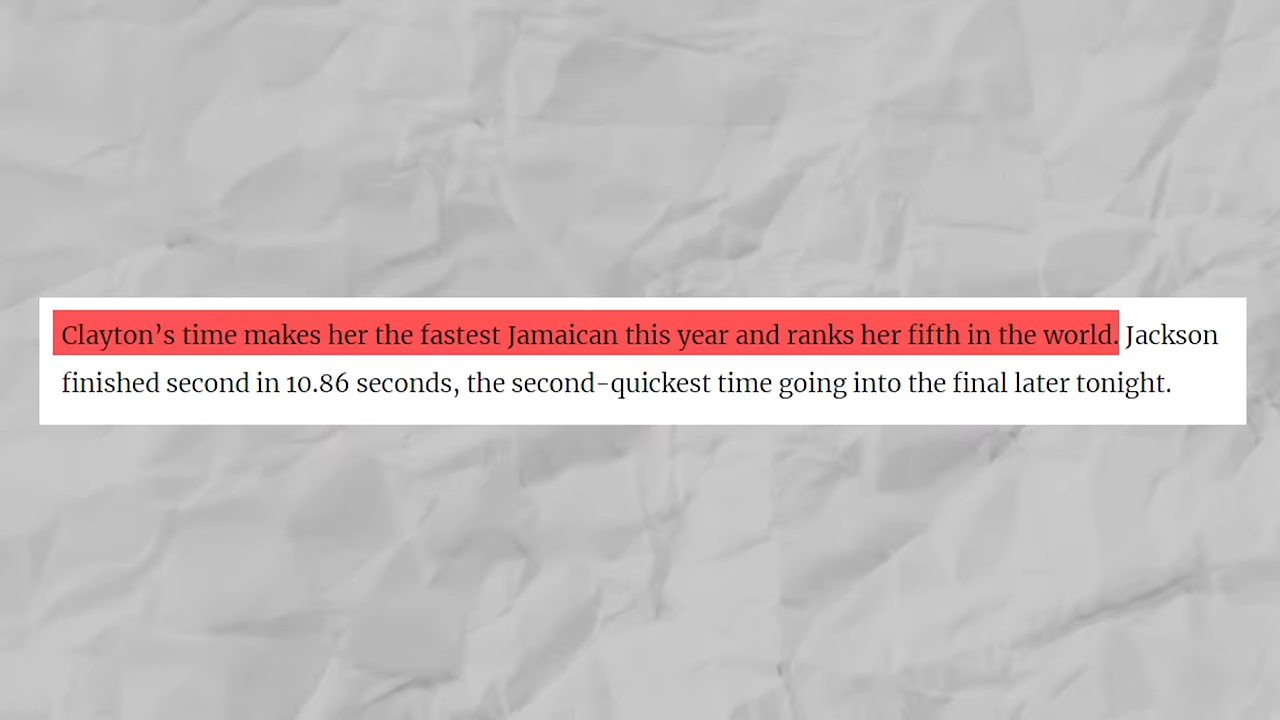 Clayton’s time makes her the fastest Jamaican this year and ranks her fifth in the world. Jackson
finished second in 10.86 seconds, the second-quickest time going into the final later tonight.